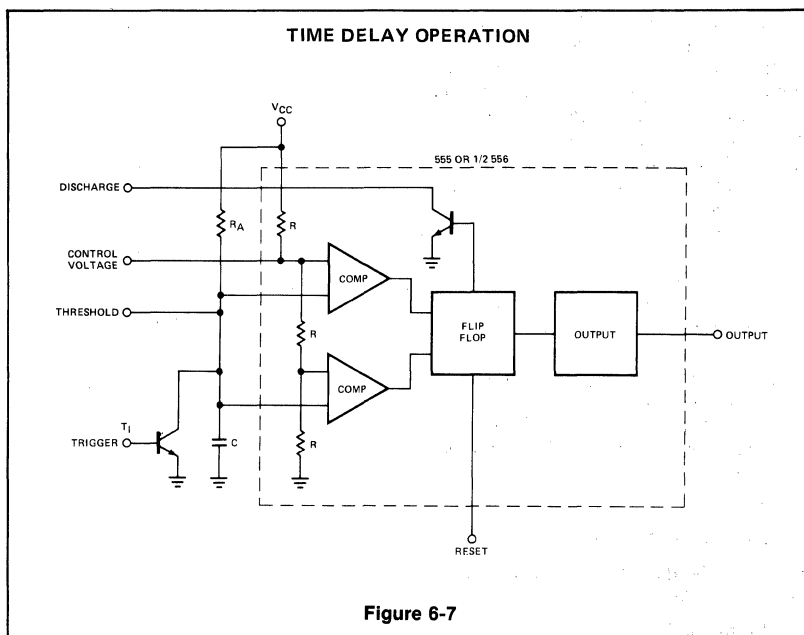 TIME DELAY OPERATION
VCC
555 OR 1/2 556
DISCHARGE
RA
R
CONTROL
VOLTAGE
COMP
THRESHOLD
R
FLIP
FLOP
OUTPUT
OUTPUT
COMP
T1
TRIGGER
C
R
RESET
Figure 6-7